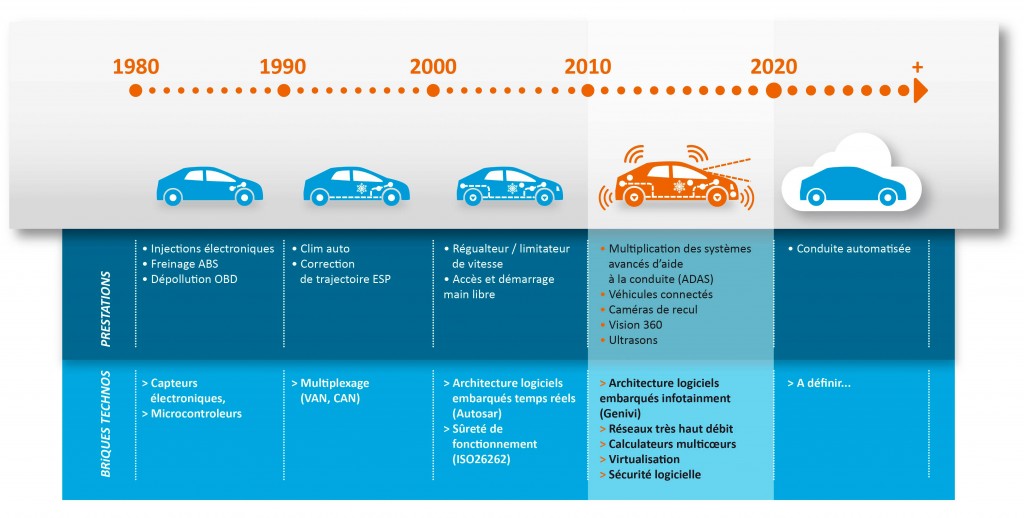 1980 1990 2000 2010 2020 +
PRESTATIONS
• Injections électroniques
• Freinage ABS
• Dépollution OBD
• Clim auto
• Correction
de trajectoire ESP
• Régualteur / limitateur
de vitesse
• Accès et démarrage
main libre
• Multiplication des systèmes
avancés d'aide
à la conduite (ADAS)
• Véhicules connectés
• Caméras de recul
• Vision 360
• Ultrasons
• Conduite automatisée
BRiQUES TECHNOS
> Capteurs
électroniques,
> Microcontroleurs
> Multiplexage
(VAN, CAN)
> Architecture logiciels
embarqués temps réels
(Autosar)
> Sûreté de
fonctionnement
(ISO26262)
> Architecture logiciels
embarqués infotainment
(Genivi)
> Réseaux très haut débit
> Calculateurs multicœurs
> Virtualisation
> Sécurité logicielle
> A définir...